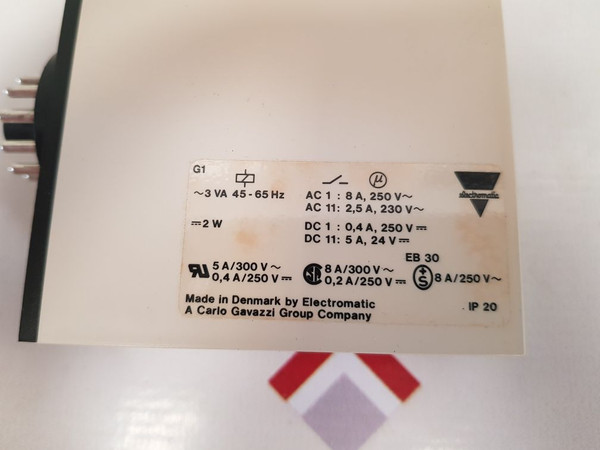 G1
μ
~3 VA 45-65 Hz
AC 1 : 8 A, 250 V~
AC 11: 2,5 A, 230 V~
electromatic
⎓2 W
DC 1 : 0,4 A, 250 V⎓
DC 11: 5 A, 24 V⎓
EB 30
5 A/300 V~
0,4 A/250 V⎓
8 A/300 V~
0,2 A/250 V⎓
+S 8 A/250 V~
Made in Denmark by Electromatic
A Carlo Gavazzi Group Company
IP 20